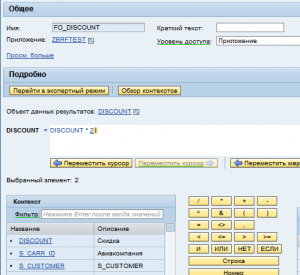 Общее
Имя: FO_DISCOUNT Краткий текст:
Приложение: ZBRFTEST Уровень доступа: Приложение
Просм. больше
Подробно
Перейти в экспертный режим Обзор контекстов
Объект данных результатов: DISCOUNT
DISCOUNT = DISCOUNT * 2
Переместить курсор Переместить курсор Переместить мар
Выбранный элемент: 2
Контекст
Фильтр: Нажмите Enter после ввода значений
Название Описание
DISCOUNT Скидка
S_CARR_ID Авиакомпания
S_CUSTOMER S_CUSTOMER
/ * + -
^ & ( )
= <> ,
< <= > >=
И ИЛИ НЕТ ЕСЛИ
Строка
Номер